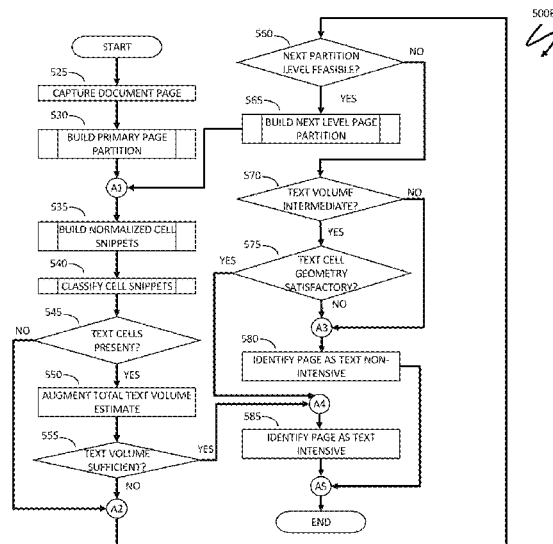 500B
START
525
CAPTURE DOCUMENT PAGE
530
BUILD PRIMARY PAGE
PARTITION
A1
535
BUILD NORMALIZED CELL
SNIPPETS
540
CLASSIFY CELL SNIPPETS
545
TEXT CELLS
PRESENT?
NO
YES
550
AUGMENT TOTAL TEXT VOLUME
ESTIMATE
555
TEXT VOLUME
SUFFICIENT?
YES
NO
A2
560
NEXT PARTITION
LEVEL FEASIBLE?
NO
YES
565
BUILD NEXT LEVEL PAGE
PARTITION
570
TEXT VOLUME
INTERMEDIATE?
NO
YES
575
TEXT CELL
GEOMETRY
SATISFACTORY?
YES
NO
A3
580
IDENTIFY PAGE AS TEXT NON-
INTENSIVE
A4
585
IDENTIFY PAGE AS TEXT
INTENSIVE
A5
END